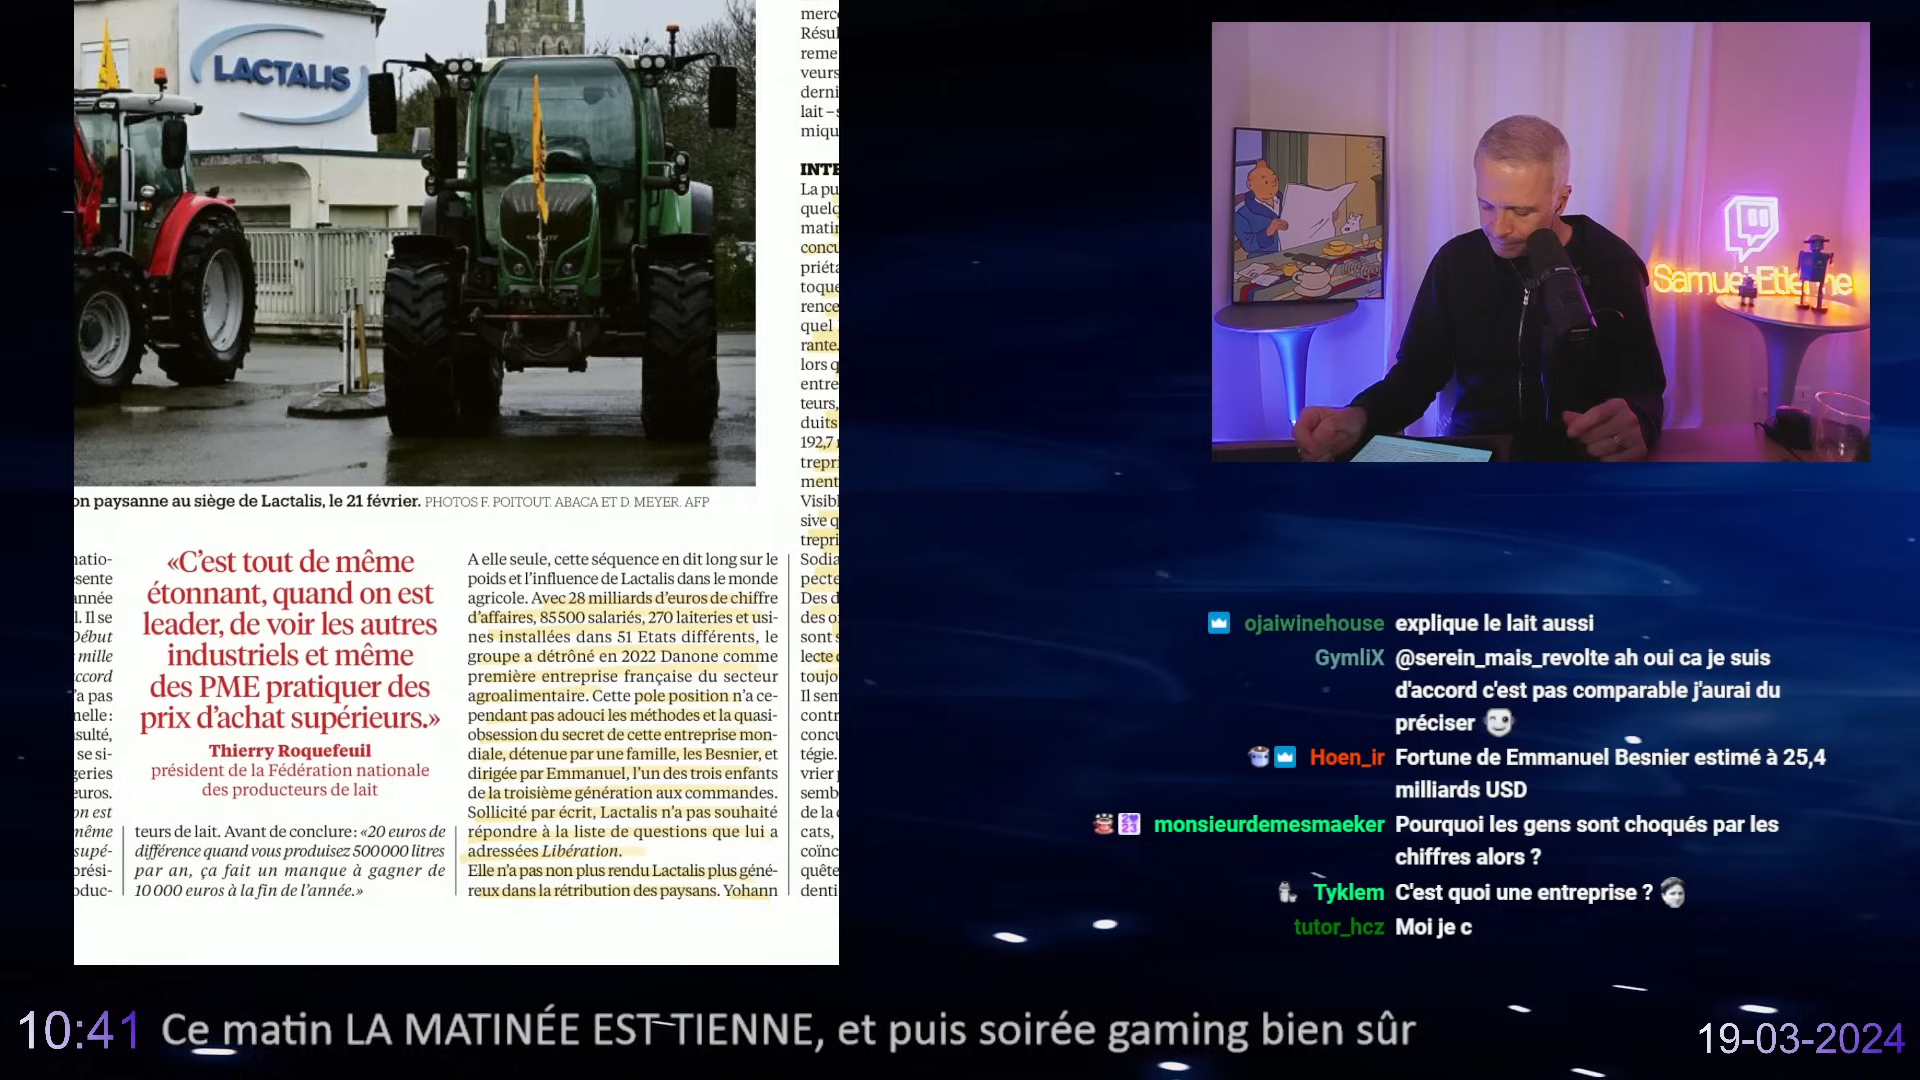 LACTALIS
on paysanne au siège de Lactalis, le 21 février. PHOTOS F. POITOUT. ABACA ET D. MEYER. AFP
«C'est tout de même
étonnant, quand on est
leader, de voir les autres
industriels et même
des PME pratiquer des
prix d'achat supérieurs.»
Thierry Roquefeuil
président de la Fédération nationale
des producteurs de lait
teurs de lait. Avant de conclure: «20 euros de
différence quand vous produisez 500000 litres
par an, ça fait un manque à gagner de
10000 euros à la fin de l'année.»
A elle seule, cette séquence en dit long sur le
poids et l'influence de Lactalis dans le monde
agricole. Avec 28 milliards d'euros de chiffre
d'affaires, 85500 salariés, 270 laiteries et usi-
nes installées dans 51 Etats différents, le
groupe a détrôné en 2022 Danone comme
première entreprise française du secteur
agroalimentaire. Cette pole position n'a ce-
pendant pas adouci les méthodes et la quasi-
obsession du secret de cette entreprise mon-
diale, détenue par une famille, les Besnier, et
dirigée par Emmanuel, l'un des trois enfants
de la troisième génération aux commandes.
Sollicité par écrit, Lactalis n'a pas souhaité
répondre à la liste de questions que lui a
adressées Libération.
Elle n'a pas non plus rendu Lactalis plus géné-
reux dans la rétribution des paysans. Yohann
Samuel Etienne
ojaiwinehouse explique le lait aussi
GymliX @serein_mais_revolte ah oui ca je suis
d'accord c'est pas comparable j'aurai du
préciser
Hoen_ir Fortune de Emmanuel Besnier estimé à 25,4
milliards USD
monsieurdemesmaeker Pourquoi les gens sont choqués par les
chiffres alors ?
Tyklem C'est quoi une entreprise ?
tutor_hcz Moi je c
10:41 Ce matin LA MATINÉE EST TIENNE, et puis soirée gaming bien sûr 19-03-2024